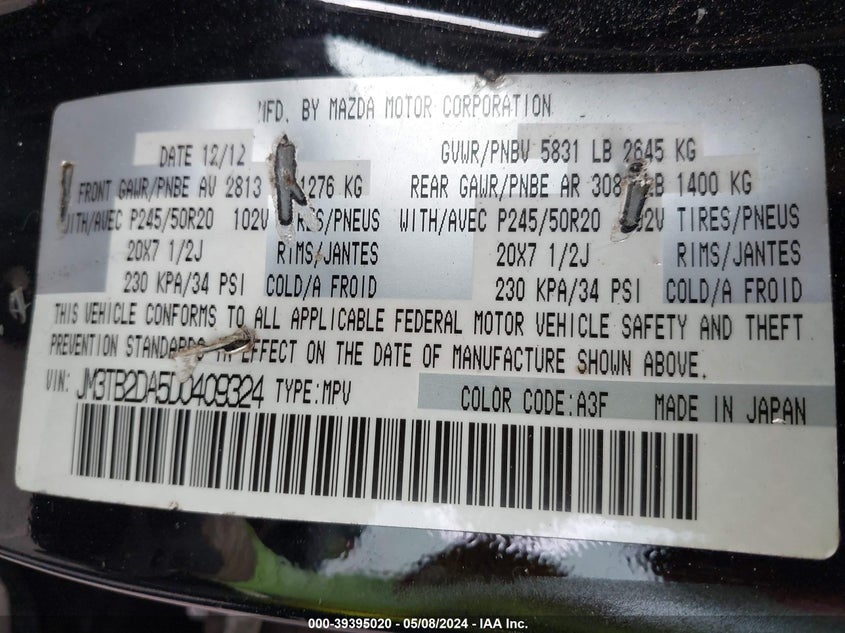 MFD. BY MAZDA MOTOR CORPORATION
DATE 12/12 GVWR/PNBV 5831 LB 2645 KG
FRONT GAWR/PNBE AV 2813 1276 KG REAR GAWR/PNBE AR 1400 KG
WITH/AVEC P245/50R20 102V TIRES/PNEUS WITH/AVEC P245/50R20 102V TIRES/PNEUS
20X7 1/2J RIMS/JANTES 20X7 1/2J RIMS/JANTES
230 KPA/34 PSI COLD/A FROID 230 KPA/34 PSI COLD/A FROID
THIS VEHICLE CONFORMS TO ALL APPLICABLE FEDERAL MOTOR VEHICLE SAFETY AND THEFT
PREVENTION STANDARDS IN EFFECT ON THE DATE OF MANUFACTURE SHOWN ABOVE.
VIN: JM3TB2DA5D0409324 TYPE:MPV COLOR CODE:A3F MADE IN JAPAN
000-39395020 - 05/08/2024 - IAA Inc.